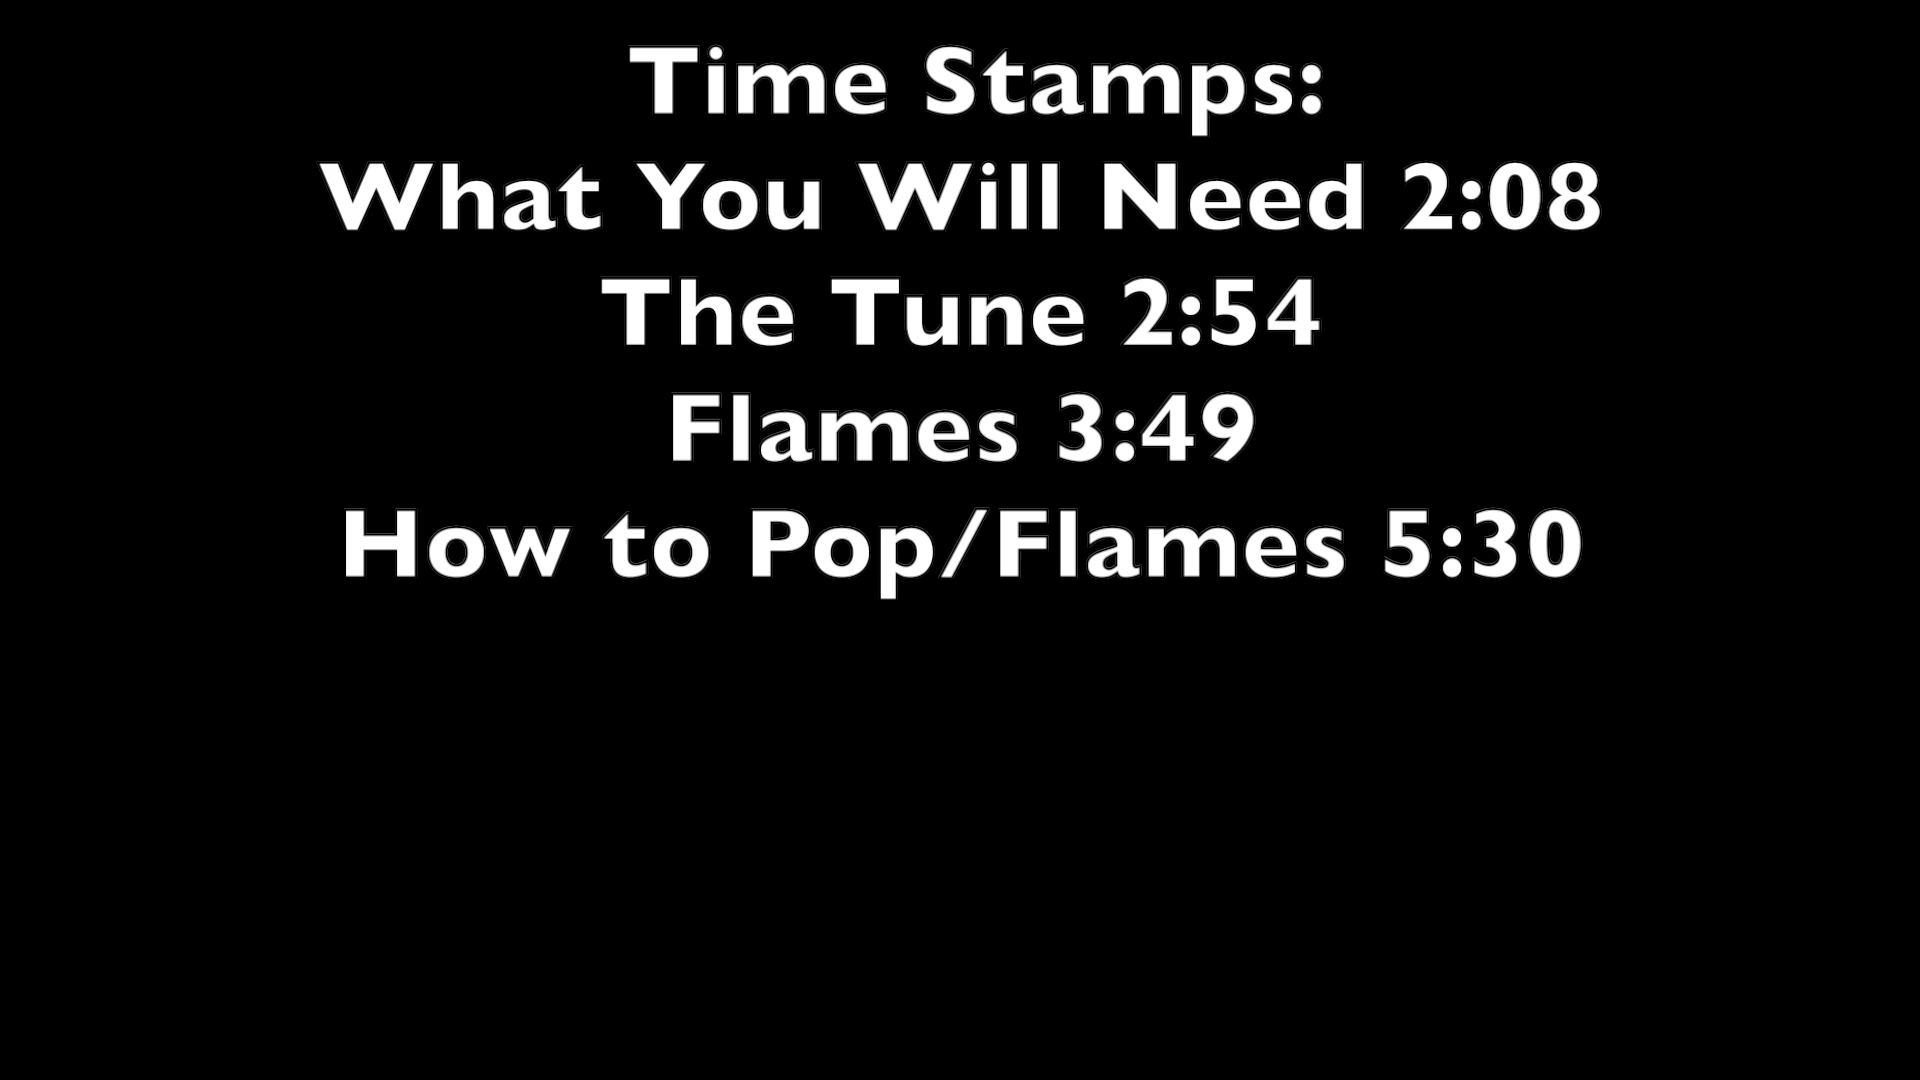 Time Stamps:
What You Will Need 2:08
The Tune 2:54
Flames 3:49
How to Pop/Flames 5:30